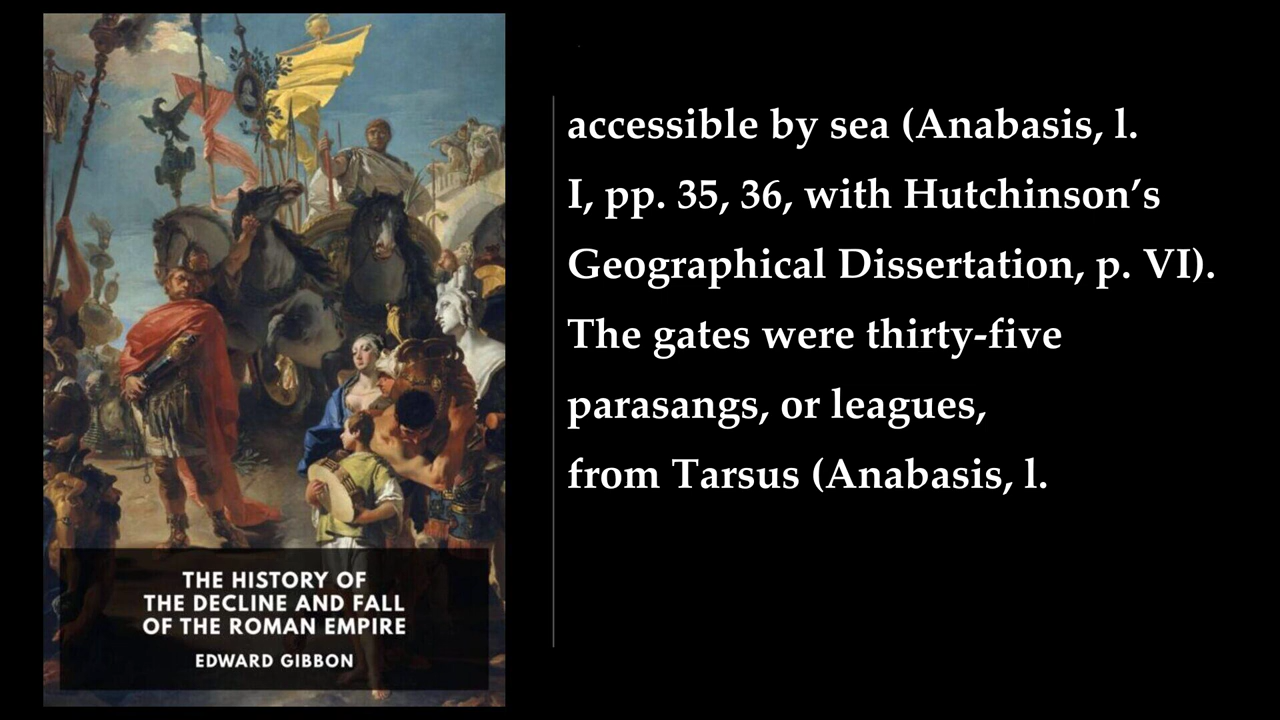 accessible by sea (Anabasis, l.
I, pp. 35, 36, with Hutchinson’s
Geographical Dissertation, p. VI).
The gates were thirty-five
parasangs, or leagues,
from Tarsus (Anabasis, l.
THE HISTORY OF
THE DECLINE AND FALL
OF THE ROMAN EMPIRE
EDWARD GIBBON